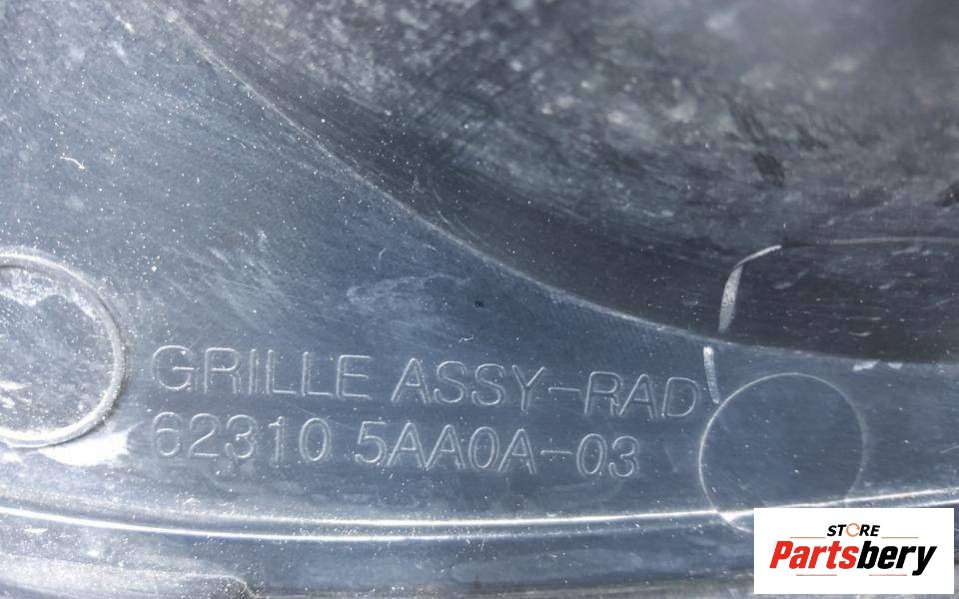 GRILLE ASSY-RAD
62310 5AA0A-03
STORE
Partsbery